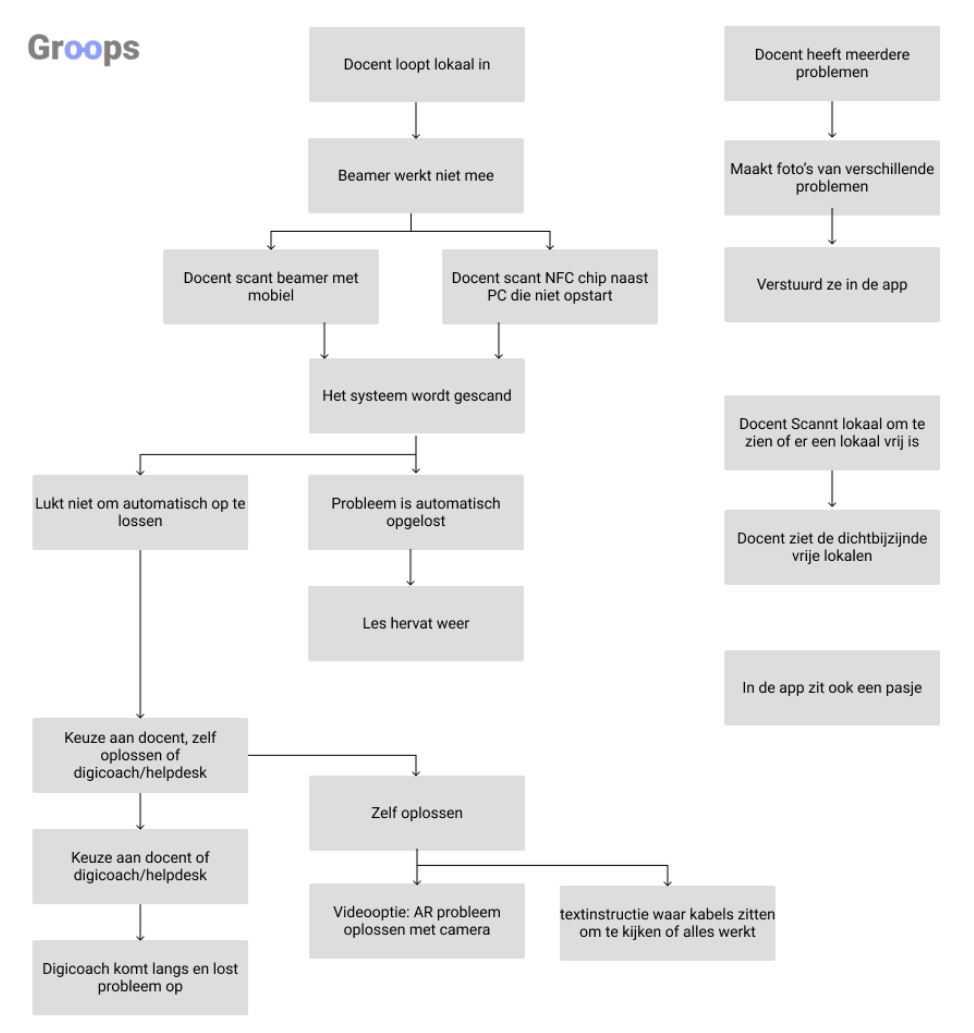 Groops
Docent loopt lokaal in
Beamer werkt niet mee
Docent scant beamer met
mobiel
Docent scant NFC chip naast
PC die niet opstart
Het systeem wordt gescand
Lukt niet om automatisch op te
lossen
Probleem is automatisch
opgelost
Les hervat weer
Keuze aan docent, zelf
oplossen of
digicoach/helpdesk
Zelf oplossen
Keuze aan docent of
digicoach/helpdesk
Videooptie: AR probleem
oplossen met camera
textinstructie waar kabels zitten
om te kijken of alles werkt
Digicoach komt langs en lost
probleem op
Docent heeft meerdere
problemen
Maakt foto's van verschillende
problemen
Verstuurd ze in de app
Docent Scannt lokaal om te
zien of er een lokaal vrij is
Docent ziet de dichtbijzijnde
vrije lokalen
In de app zit ook een pasje